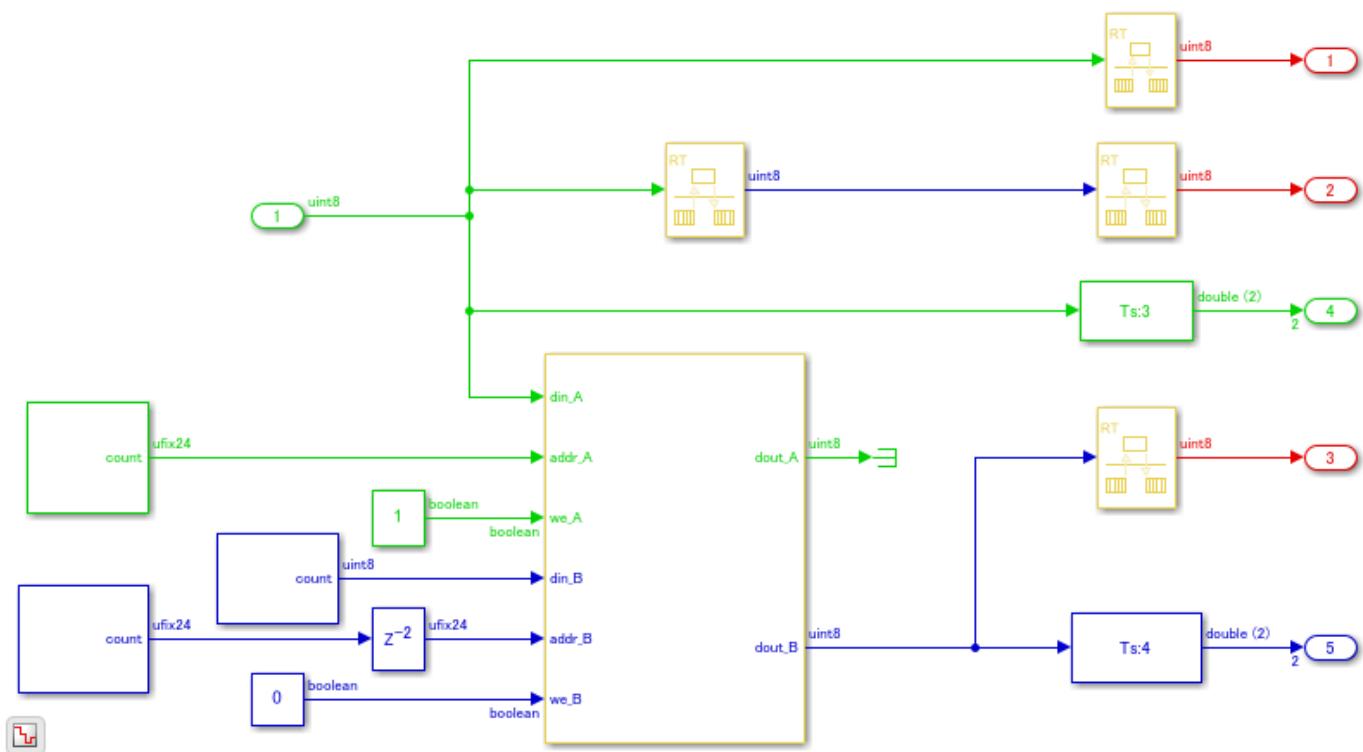 RT
uint8
1
RT
uint8
RT
uint8
2
1
uint8
Ts:3
double (2)
2
4
din_A
count
ufix24
addr_A
dout_A
uint8
RT
uint8
3
1
boolean
boolean
we_A
count
uint8
din_B
count
ufix24
Z⁻²
ufix24
addr_B
dout_B
uint8
Ts:4
double (2)
2
5
0
boolean
boolean
we_B